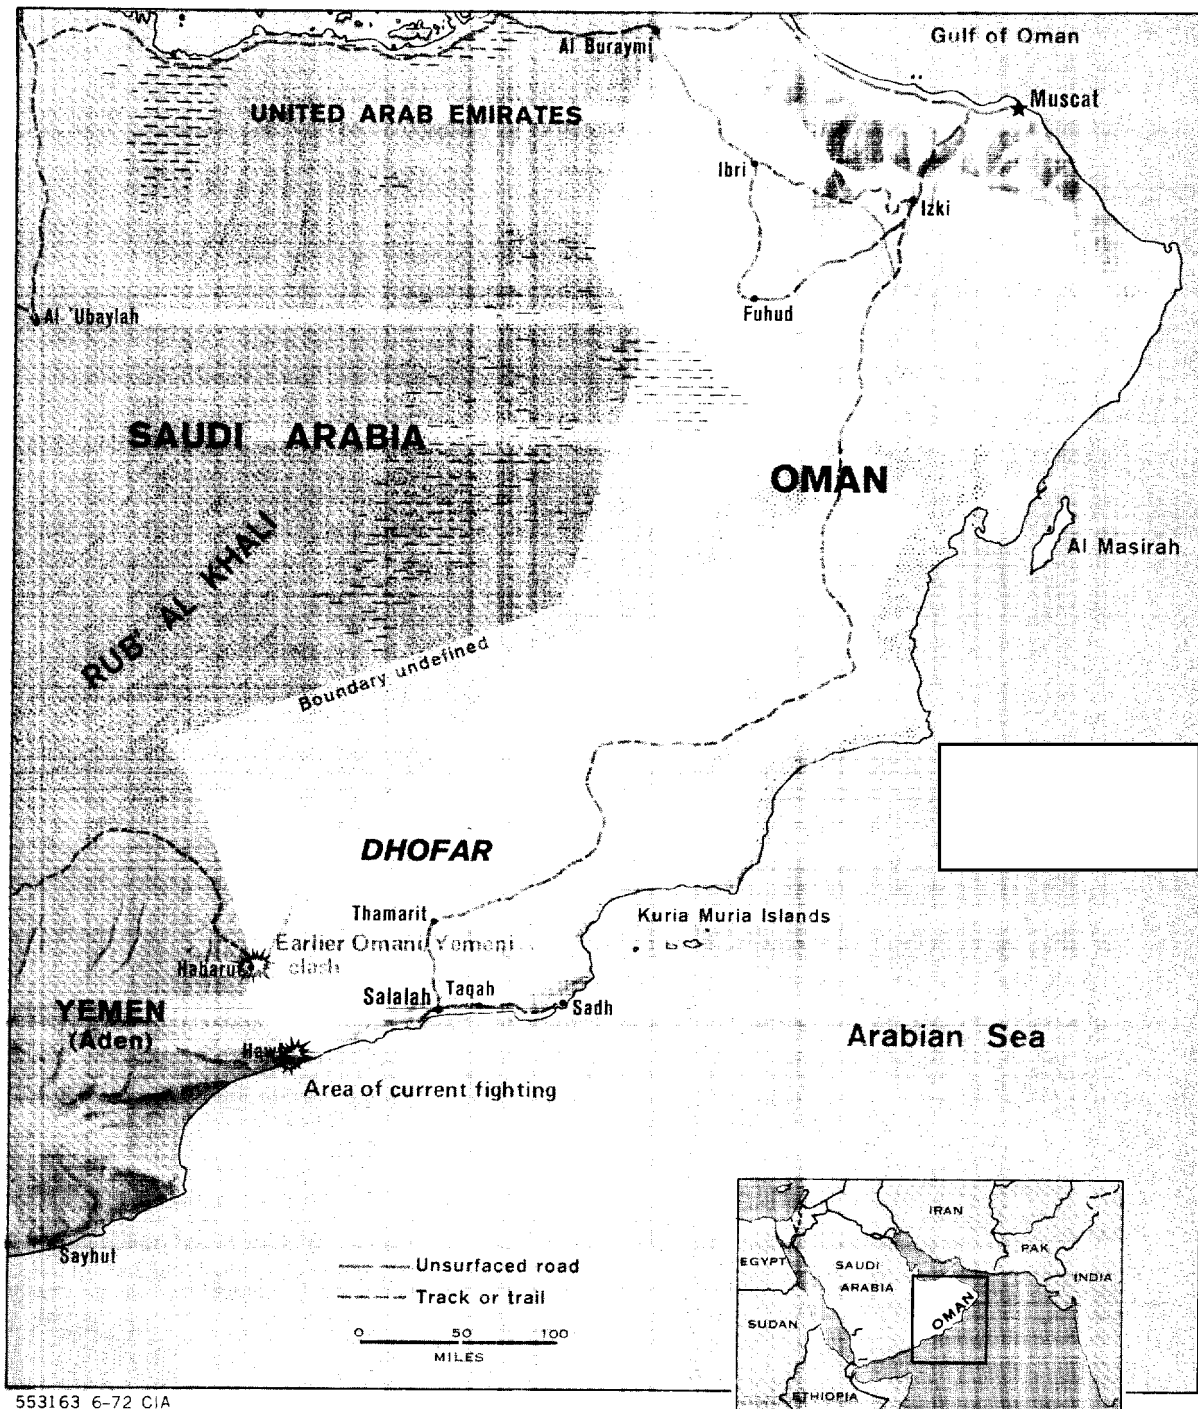 Gulf of Oman
Al Buraymi
Muscat
UNITED ARAB EMIRATES
Ibri
Izki
Al 'Ubaylah
Fuhud
SAUDI ARABIA
OMAN
RUB' AL KHALI
Al Masirah
Boundary undefined
DHOFAR
Thamarit
Kuria Muria Islands
Earlier Omani Yemeni
clash
Habarut
Salalah
Taqah
Sadh
YEMEN
(Aden)
Arabian Sea
Area of current fighting
Sayhut
Unsurfaced road
Track or trail
0 50 100
MILES
IRAN
PAK
EGYPT
SAUDI
ARABIA
INDIA
OMAN
SUDAN
ETHIOPIA
553163 6-72 CIA